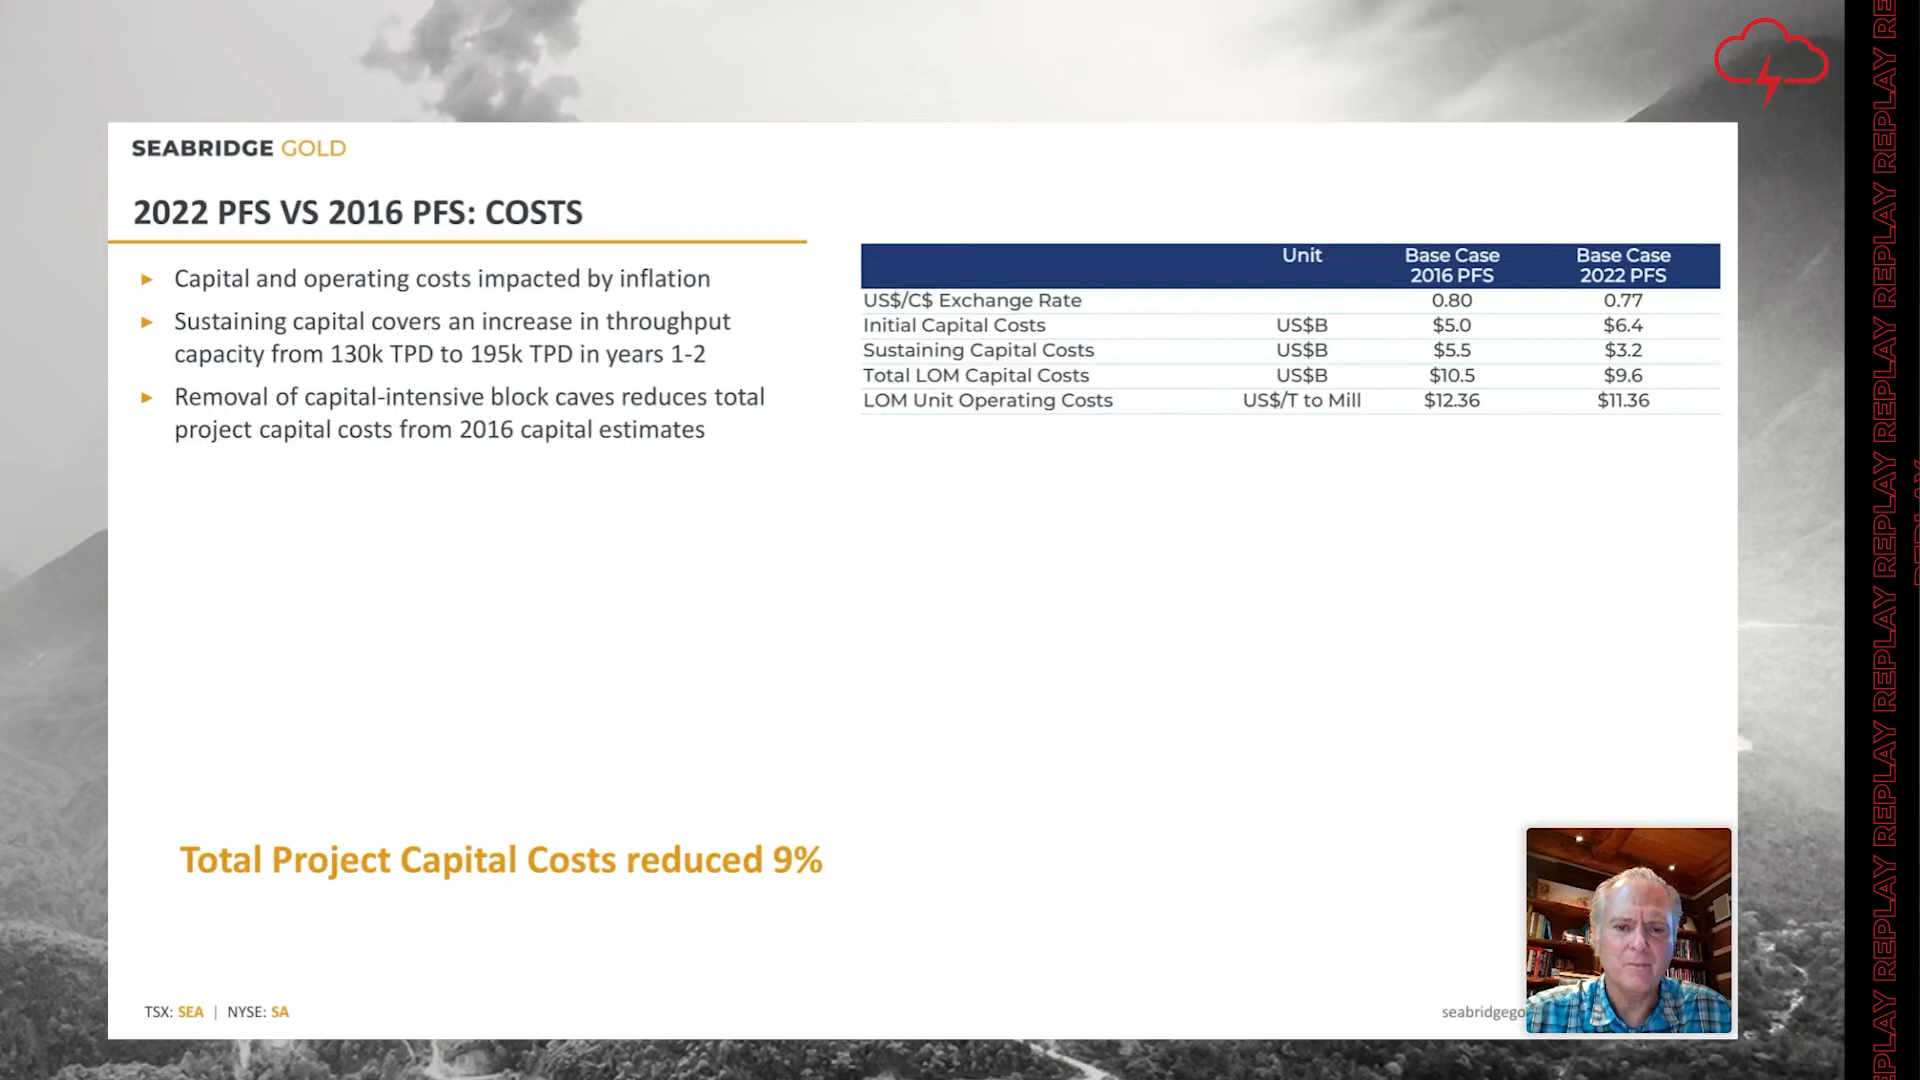 SEABRIDGE GOLD
2022 PFS VS 2016 PFS: COSTS
► Capital and operating costs impacted by inflation
► Sustaining capital covers an increase in throughput
capacity from 130k TPD to 195k TPD in years 1-2
► Removal of capital-intensive block caves reduces total
project capital costs from 2016 capital estimates
Unit Base Case Base Case
2016 PFS 2022 PFS
US$/C$ Exchange Rate 0.80 0.77
Initial Capital Costs US$B $5.0 $6.4
Sustaining Capital Costs US$B $5.5 $3.2
Total LOM Capital Costs US$B $10.5 $9.6
LOM Unit Operating Costs US$/T to Mill $12.36 $11.36
Total Project Capital Costs reduced 9%
TSX: SEA | NYSE: SA
seabridgego
REPLAY REPLAY REPLAY REPLAY REPLAY REPLAY REPLAY REPLAY
REPLAY